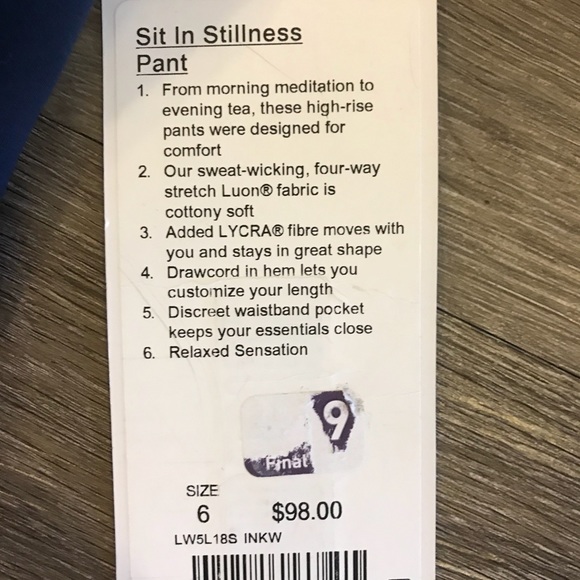 Sit In Stillness
Pant
1. From morning meditation to
evening tea, these high-rise
pants were designed for
comfort
2. Our sweat-wicking, four-way
stretch Luon® fabric is
cottony soft
3. Added LYCRA® fibre moves with
you and stays in great shape
4. Drawcord in hem lets you
customize your length
5. Discreet waistband pocket
keeps your essentials close
6. Relaxed Sensation
9
Final
SIZE
6 $98.00
LW5L18S INKW